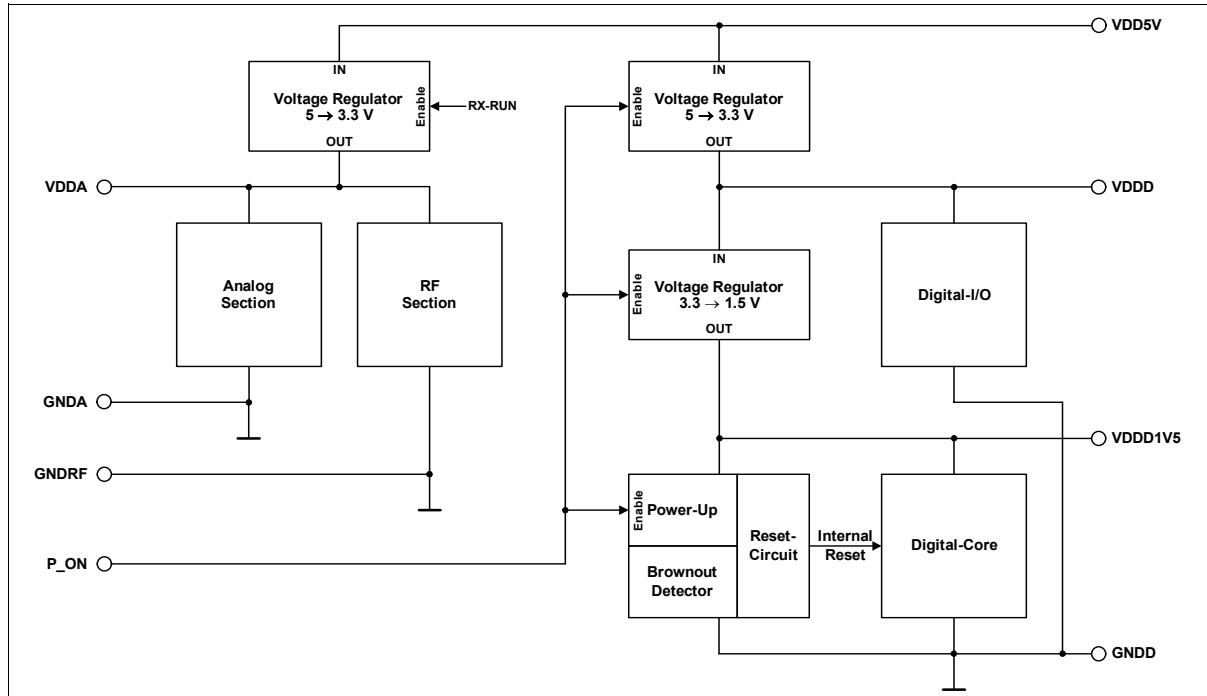 VDD5V
IN
Voltage Regulator
5 → 3.3 V
Enable
OUT
RX-RUN
IN
Enable
Voltage Regulator
5 → 3.3 V
OUT
VDDA
VDDD
Analog
Section
RF
Section
IN
Enable
Voltage Regulator
3.3 → 1.5 V
OUT
Digital-I/O
GNDA
VDDD1V5
GNDRF
Enable
Power-Up
Brownout
Detector
Reset-
Circuit
Internal
Reset
Digital-Core
P_ON
GNDD